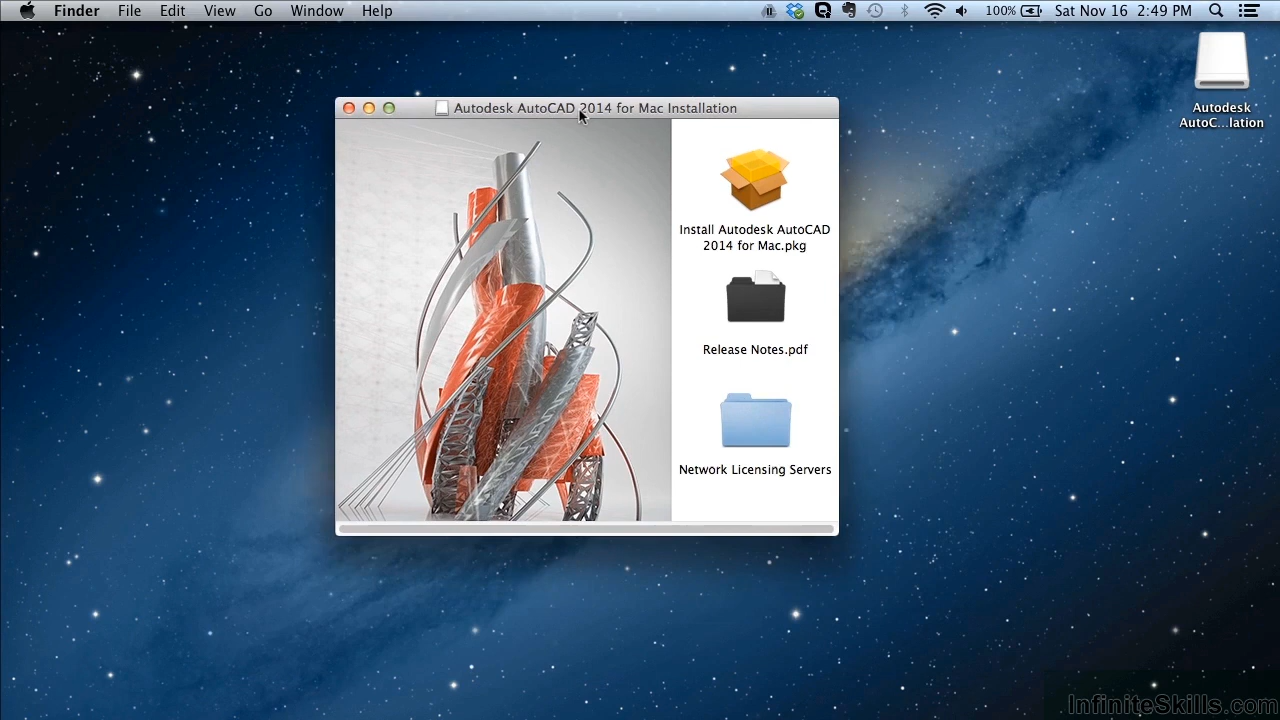 Finder File Edit View Go Window Help
100% Sat Nov 16 2:49 PM
Autodesk
AutoC...lation
Autodesk AutoCAD 2014 for Mac Installation
Install Autodesk AutoCAD
2014 for Mac.pkg
Release Notes.pdf
Network Licensing Servers
InfiniteSkills.com